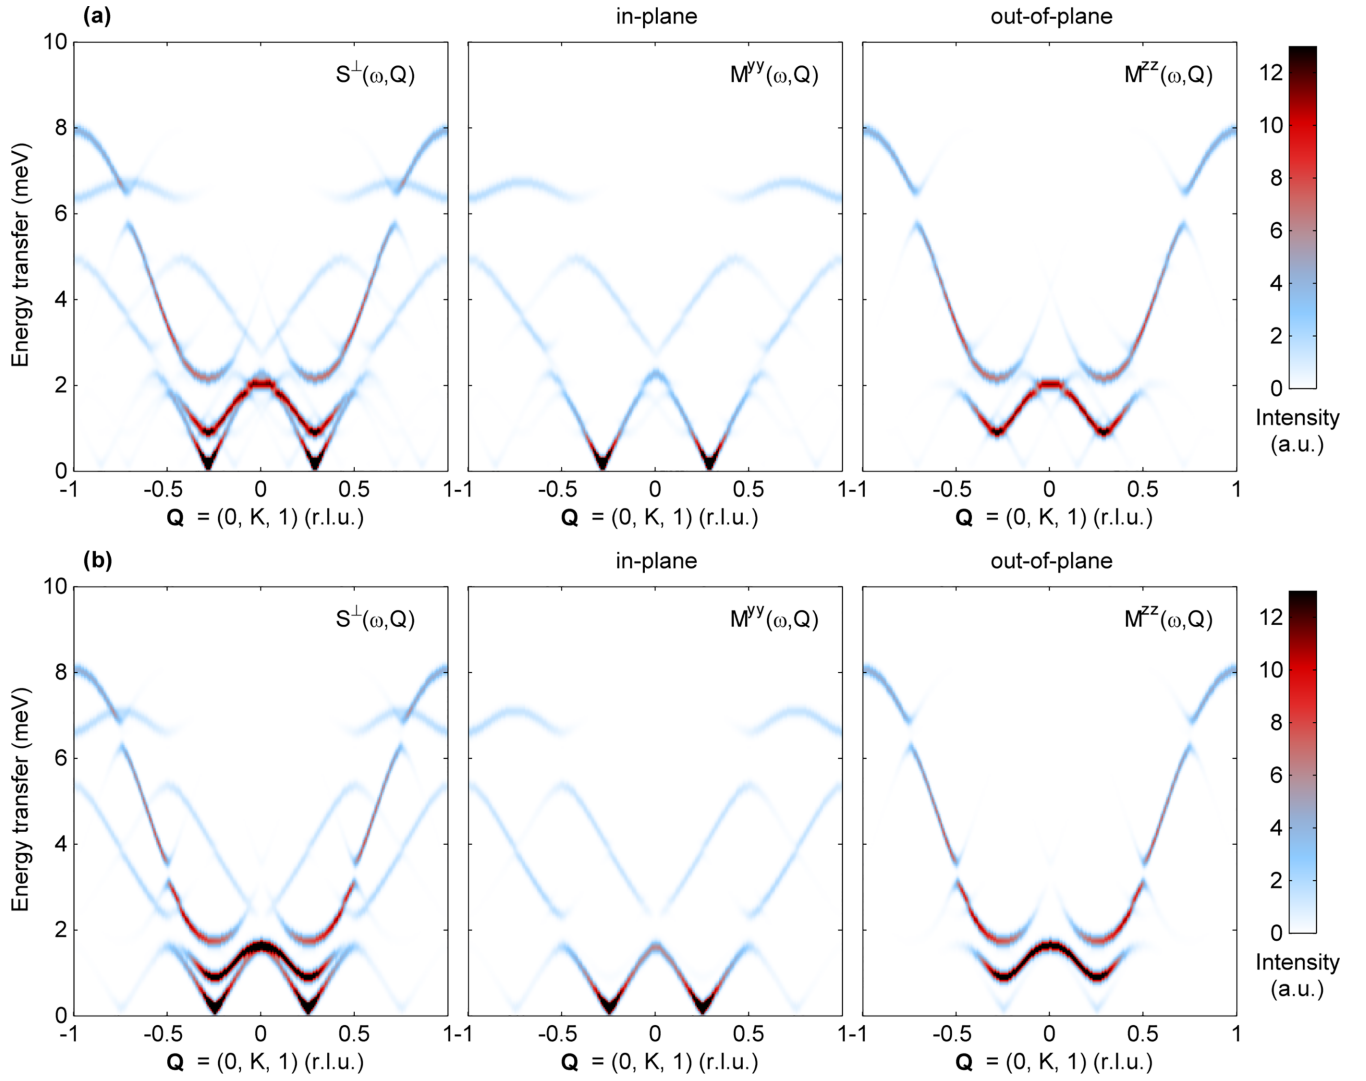 (a)
in-plane
out-of-plane
S⊥(ω,Q)
Myy(ω,Q)
Mzz(ω,Q)
Energy transfer (meV)
10
8
6
4
2
0
-1
-0.5
0
0.5
1
-1
-0.5
0
0.5
1
-1
-0.5
0
0.5
1
Q = (0, K, 1) (r.l.u.)
Q = (0, K, 1) (r.l.u.)
Q = (0, K, 1) (r.l.u.)
12
10
8
6
4
2
0
Intensity
(a.u.)
(b)
in-plane
out-of-plane
S⊥(ω,Q)
Myy(ω,Q)
Mzz(ω,Q)
Energy transfer (meV)
10
8
6
4
2
0
-1
-0.5
0
0.5
1
-1
-0.5
0
0.5
1
-1
-0.5
0
0.5
1
Q = (0, K, 1) (r.l.u.)
Q = (0, K, 1) (r.l.u.)
Q = (0, K, 1) (r.l.u.)
12
10
8
6
4
2
0
Intensity
(a.u.)